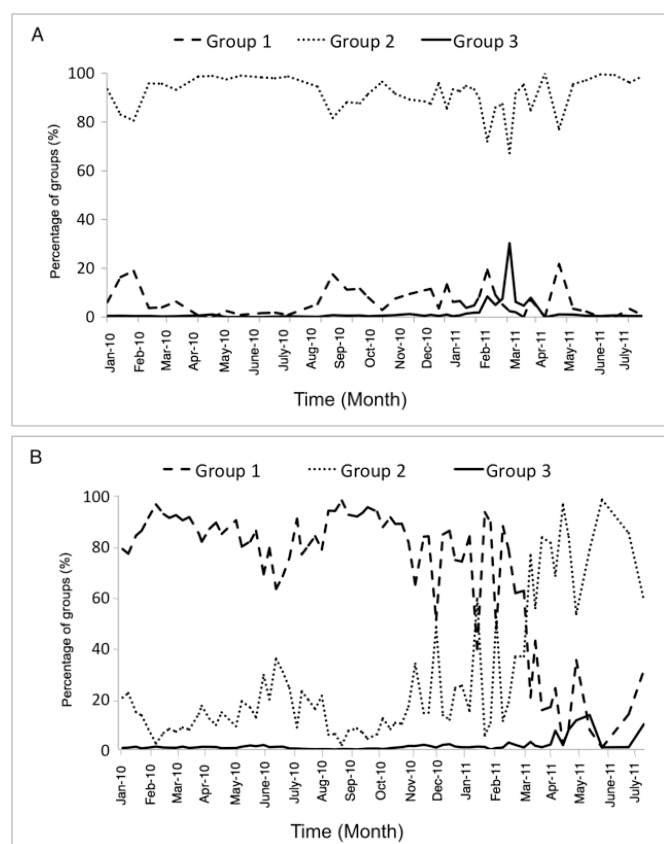 A
Group 1 Group 2 Group 3
Percentage of groups (%)
100
80
60
40
20
0
Jan-10 Feb-10 Mar-10 Apr-10 May-10 June-10 July-10 Aug-10 Sep-10 Oct-10 Nov-10 Dec-10 Jan-11 Feb-11 Mar-11 Apr-11 May-11 June-11 July-11
Time (Month)
B
Group 1 Group 2 Group 3
Percentage of groups (%)
100
80
60
40
20
0
Jan-10 Feb-10 Mar-10 Apr-10 May-10 June-10 July-10 Aug-10 Sep-10 Oct-10 Nov-10 Dec-10 Jan-11 Feb-11 Mar-11 Apr-11 May-11 June-11 July-11
Time (Month)